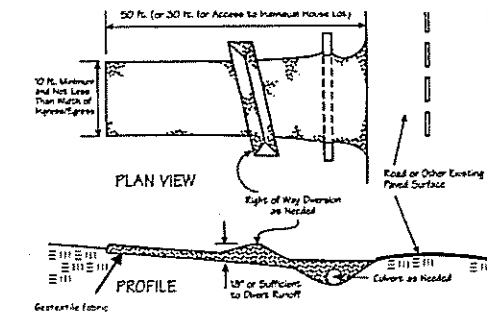 50 ft. (or 30 ft. for Access to Individual House Lot)
10 ft. Minimum
and Not Less
Than Width of
Ingress/Egress
PLAN VIEW
Right of Way Diversion
as Needed
Road or Other Existing
Paved Surface
18" or Sufficient
to Divert Runoff
Culvert as Needed
PROFILE
Geotextile Fabric